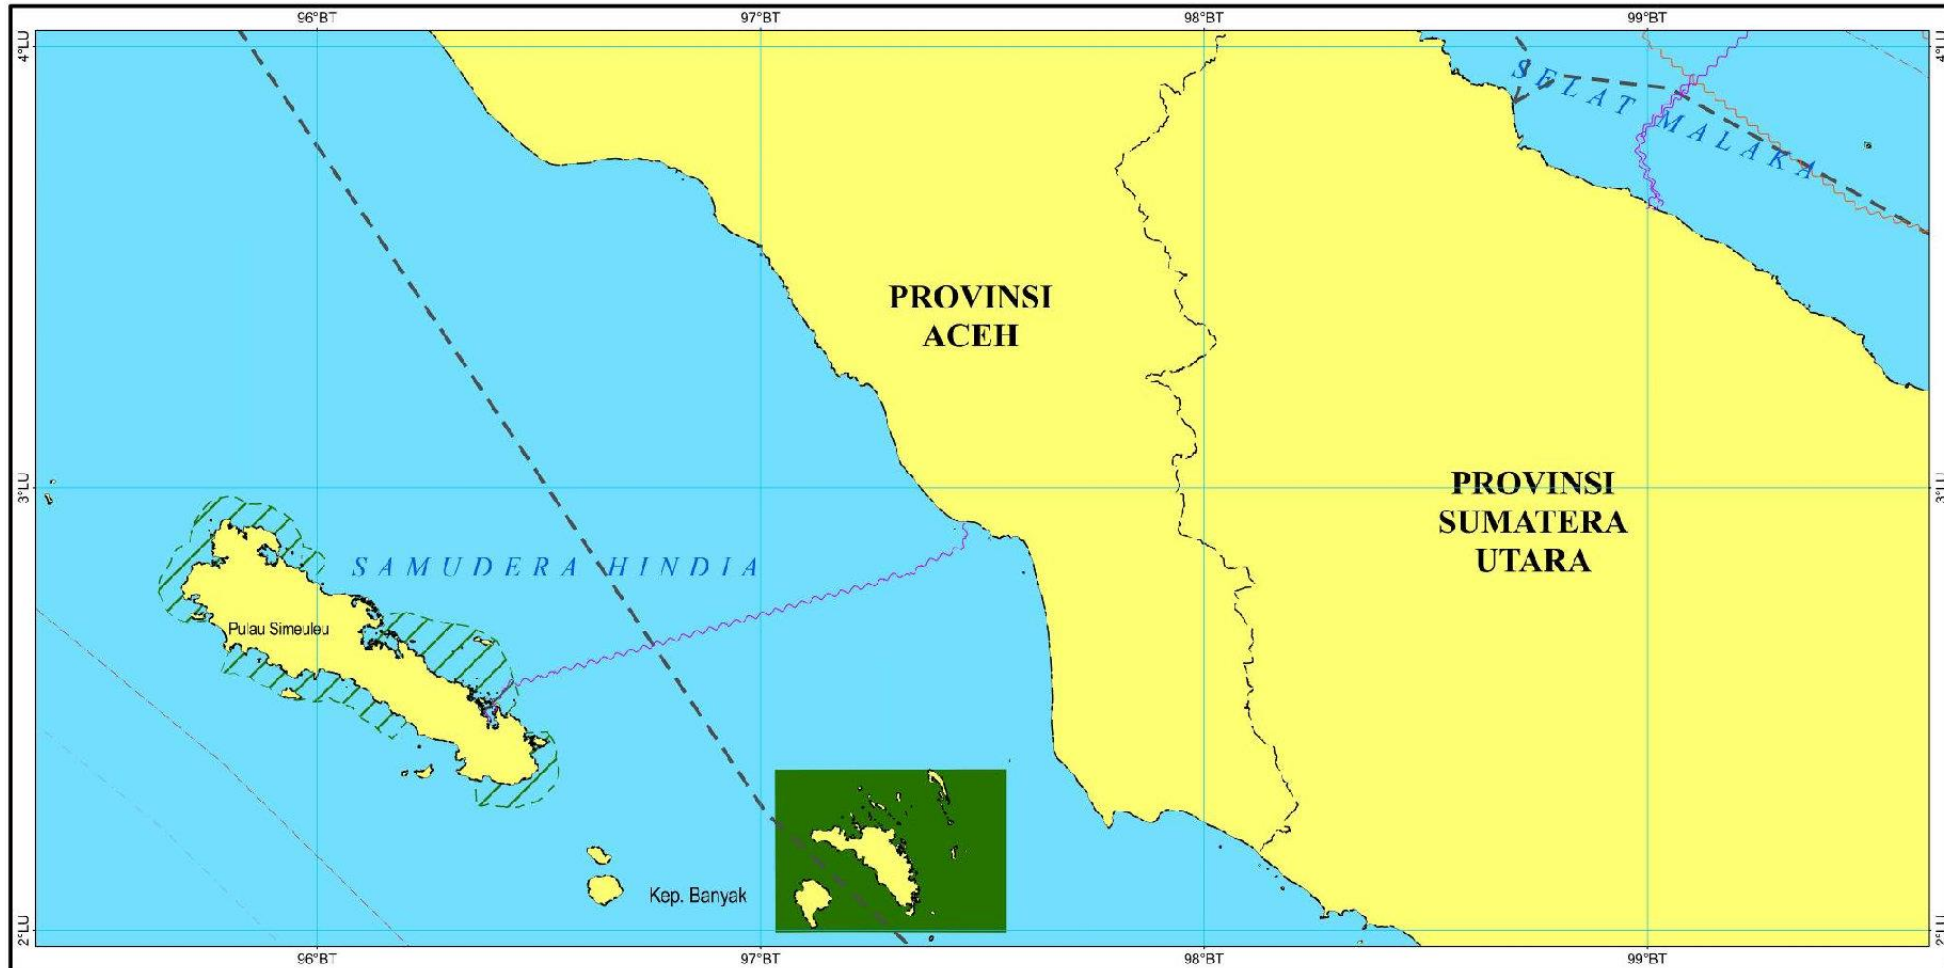 96°BT 97°BT 98°BT 99°BT
4°LU 4°LU
SELAT MALAKA
PROVINSI
ACEH
3°LU 3°LU
PROVINSI
SUMATERA
UTARA
SAMUDERA HINDIA
Pulau Simeuleu
Kep. Banyak
2°LU 2°LU
96°BT 97°BT 98°BT 99°BT